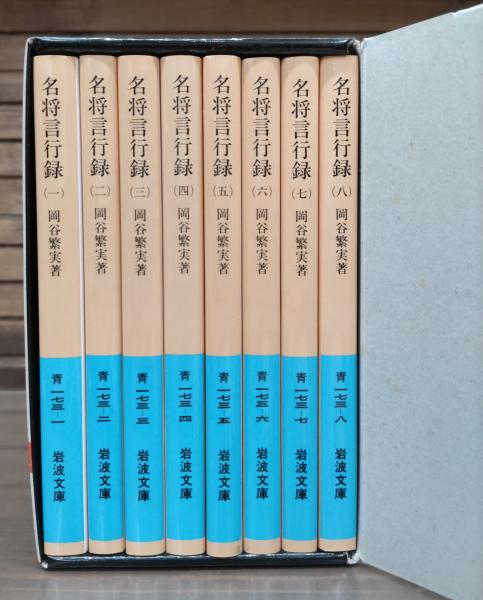 名将言行録 (一) 岡谷繁実著
青一七三-一
岩波文庫
名将言行録 (二) 岡谷繁実著
青一七三-二
岩波文庫
名将言行録 (三) 岡谷繁実著
青一七三-三
岩波文庫
名将言行録 (四) 岡谷繁実著
青一七三-四
岩波文庫
名将言行録 (五) 岡谷繁実著
青一七三-五
岩波文庫
名将言行録 (六) 岡谷繁実著
青一七三-六
岩波文庫
名将言行録 (七) 岡谷繁実著
青一七三-七
岩波文庫
名将言行録 (八) 岡谷繁実著
青一七三-八
岩波文庫